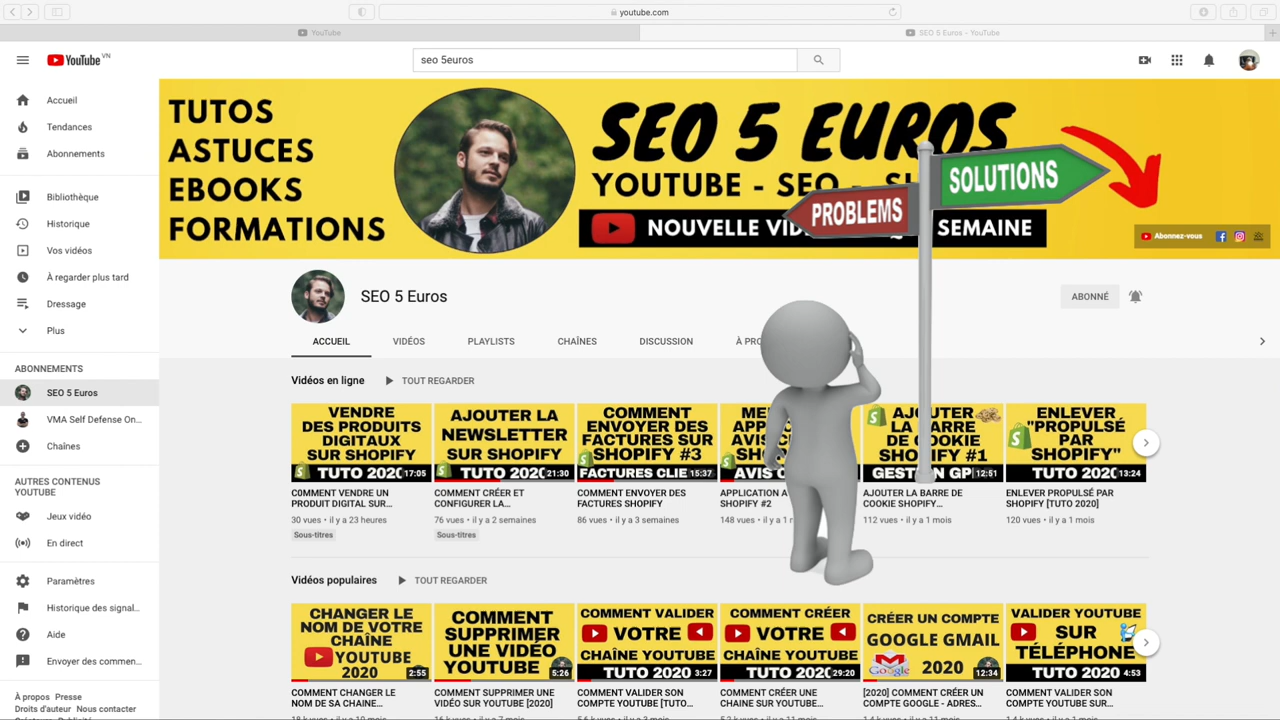 youtube.com
YouTube
SEO 5 Euros - YouTube
YouTube VN
seo 5euros
Accueil
Tendances
Abonnements
Bibliothèque
Historique
Vos vidéos
À regarder plus tard
Dressage
Plus
ABONNEMENTS
SEO 5 Euros
VMA Self Defense On...
Chaînes
AUTRES CONTENUS
YOUTUBE
Jeux vidéo
En direct
Paramètres
Historique des signal...
Aide
Envoyer des commen...
À propos Presse
Droits d'auteur Nous contacter
TUTOS
ASTUCES
EBOOKS
FORMATIONS
SEO 5 EUROS
YOUTUBE - SEO -
NOUVELLE
SEMAINE
PROBLEMS
SOLUTIONS
Abonnez-vous
SEO 5 Euros
ABONNÉ
ACCUEIL
VIDÉOS
PLAYLISTS
CHAÎNES
DISCUSSION
Vidéos en ligne
TOUT REGARDER
VENDRE
DES PRODUITS
DIGITAUX
SUR SHOPIFY
TUTO 2020
17:05
COMMENT VENDRE UN
PRODUIT DIGITAL SUR...
30 vues • il y a 23 heures
Sous-titres
AJOUTER LA
NEWSLETTER
SUR SHOPIFY
TUTO 2020
21:30
COMMENT CRÉER ET
CONFIGURER LA...
76 vues • il y a 2 semaines
Sous-titres
COMMENT
ENVOYER DES
FACTURES SUR
SHOPIFY #3
FACTURES CLIE
15:37
COMMENT ENVOYER DES
FACTURES SHOPIFY
86 vues • il y a 3 semaines
APPLICATION
SHOPIFY #2
148 vues • il y a
AJOUTER
LA BARRE
DE COOKIE
SHOPIFY #1
GESTION GP
12:51
AJOUTER LA BARRE DE
COOKIE SHOPIFY...
112 vues • il y a 1 mois
ENLEVER
"PROPULSÉ
PAR
SHOPIFY"
TUTO 2020
13:24
ENLEVER PROPULSÉ PAR
SHOPIFY [TUTO 2020]
120 vues • il y a 1 mois
Vidéos populaires
TOUT REGARDER
CHANGER LE
NOM DE VOTRE
CHAÎNE
YOUTUBE
2020
2:55
COMMENT CHANGER LE
NOM DE SA CHAINE
COMMENT
SUPPRIMER
UNE VIDÉO
YOUTUBE
5:26
COMMENT SUPPRIMER UNE
VIDÉO SUR YOUTUBE [2020]
COMMENT VALIDER
VOTRE
CHAÎNE YOUTUBE
TUTO 2020
3:27
COMMENT VALIDER SON
COMPTE YOUTUBE [TUTO...
COMMENT CRÉER
VOTRE
CHAÎNE YOUTUBE
TUTO 2020
29:20
COMMENT CRÉER UNE
CHAINE SUR YOUTUBE...
CRÉER UN COMPTE
GOOGLE GMAIL
Google
2020
12:34
[2020] COMMENT CRÉER UN
COMPTE GOOGLE - ADRES...
VALIDER YOUTUBE
SUR
TÉLÉPHONE
TUTO 2020
4:53
COMMENT VALIDER SON
COMPTE YOUTUBE SUR...